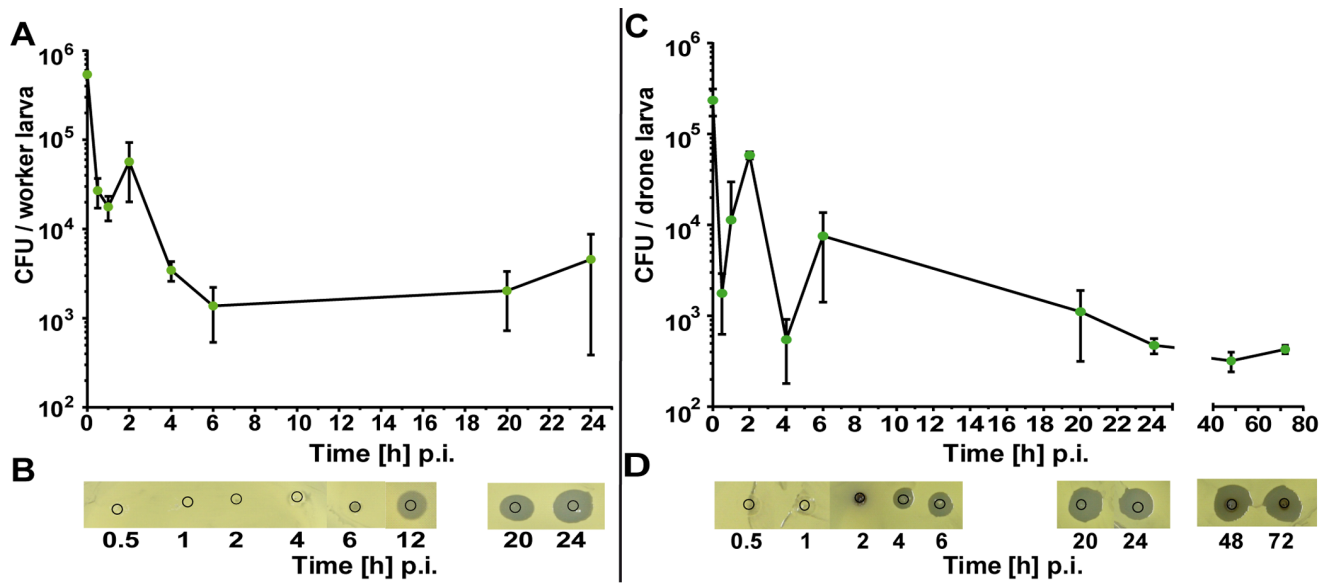 A
CFU / worker larva
10^6
10^5
10^4
10^3
10^2
0 2 4 6 8 10 12 14 16 18 20 22 24
Time [h] p.i.
B
0.5 1 2 4 6 12 20 24
Time [h] p.i.
C
CFU / drone larva
10^6
10^5
10^4
10^3
10^2
0 2 4 6 8 10 12 14 16 18 20 22 24 40 60 80
Time [h] p.i.
D
0.5 1 2 4 6 20 24 48 72
Time [h] p.i.